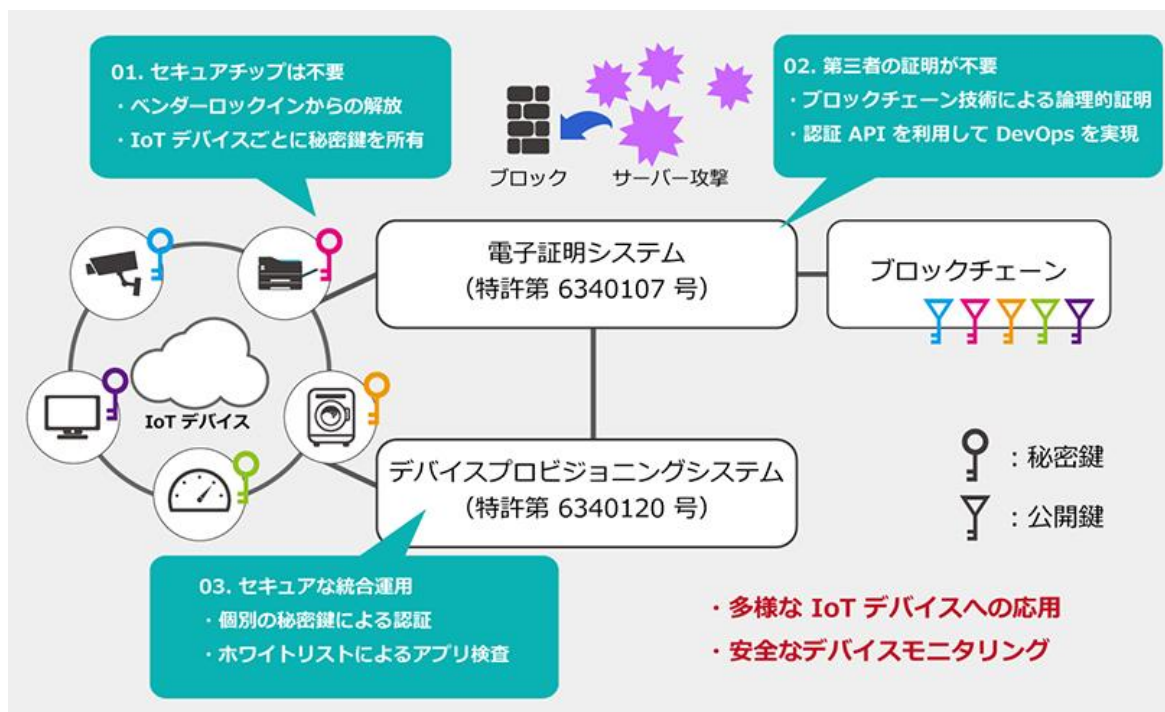 01. セキュアチップは不要
・ベンダーロックインからの解放
・IoT デバイスごとに秘密鍵を所有
ブロック
サーバー攻撃
02. 第三者の証明が不要
・ブロックチェーン技術による論理的証明
・認証 API を利用して DevOps を実現
電子証明システム
（特許第 6340107 号）
ブロックチェーン
IoT デバイス
デバイスプロビジョニングシステム
（特許第 6340120 号）
：秘密鍵
：公開鍵
03. セキュアな統合運用
・個別の秘密鍵による認証
・ホワイトリストによるアプリ検査
・多様な IoT デバイスへの応用
・安全なデバイスモニタリング